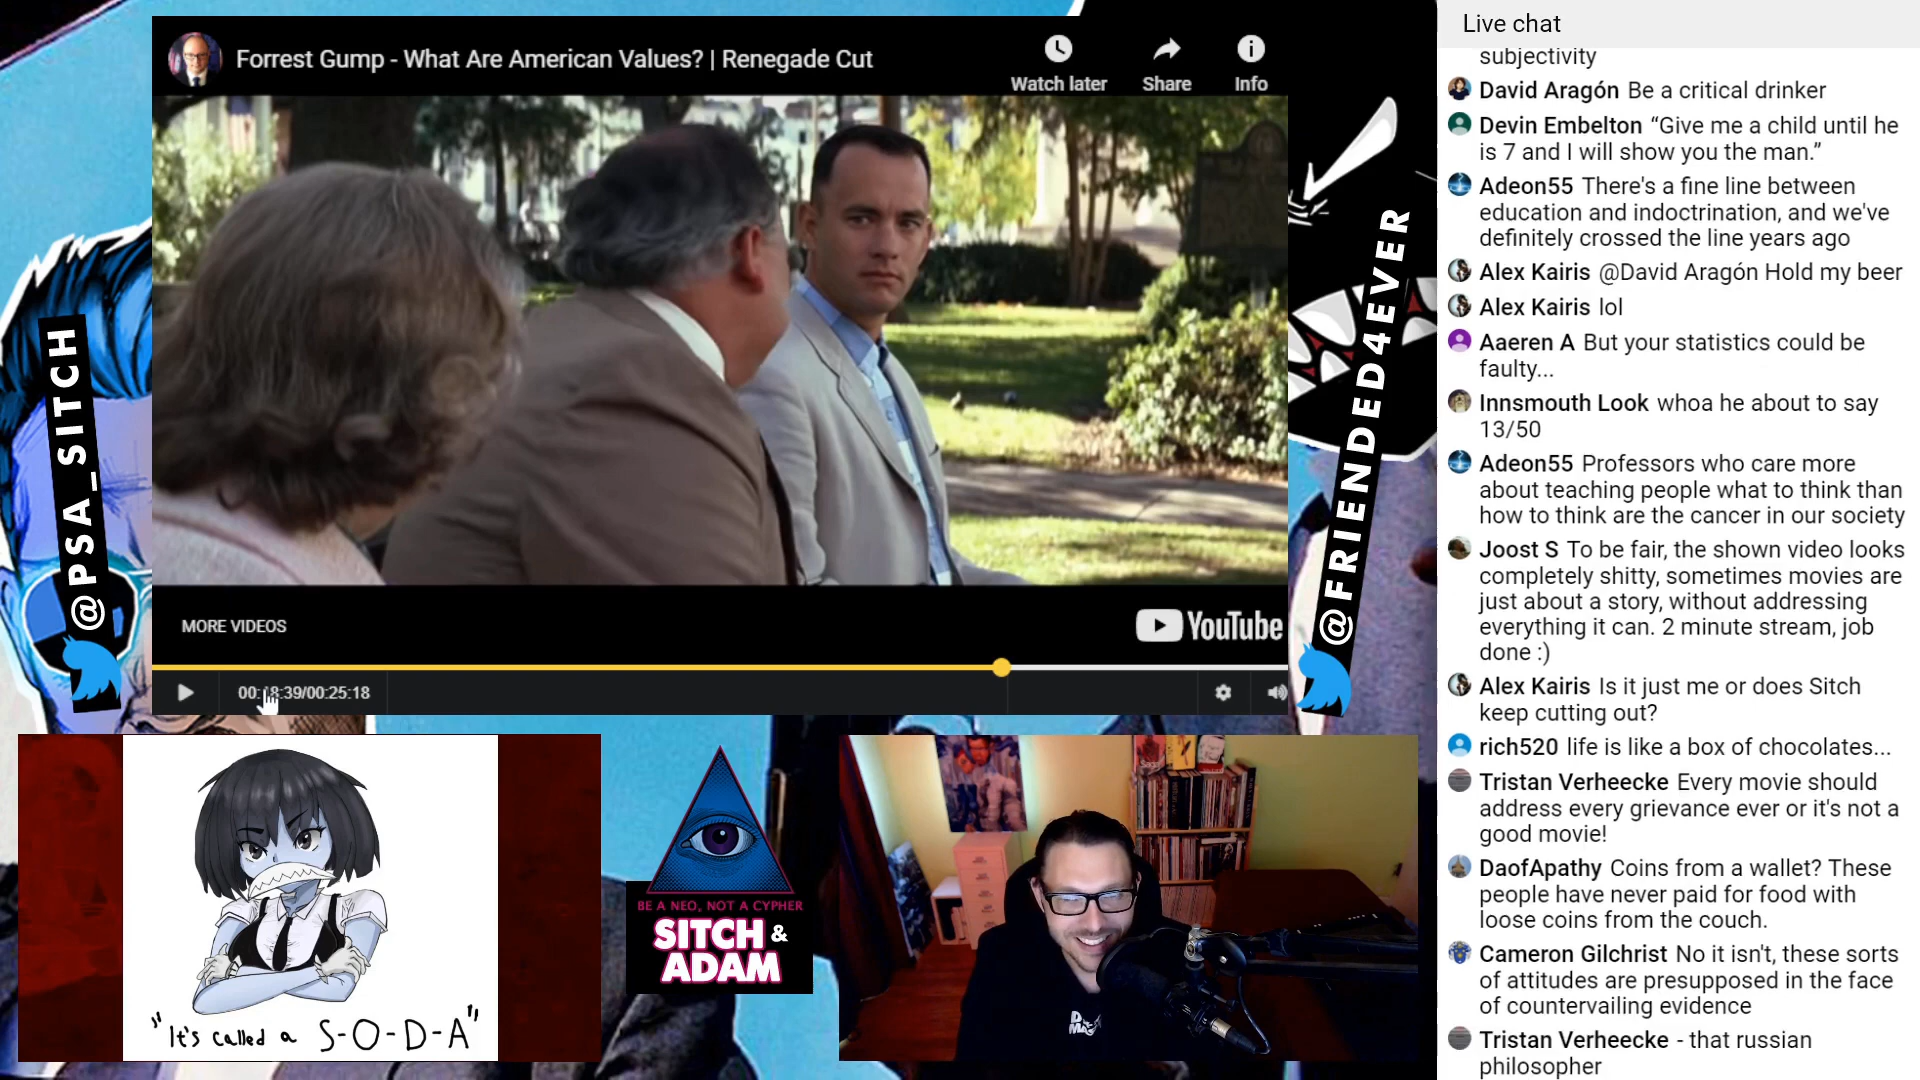 Forrest Gump - What Are American Values? | Renegade Cut
Watch later
Share
Info
MORE VIDEOS
YouTube
00:18:39/00:25:18
@PSA_SITCH
@FRIENDED4EVER
"It's called a S-O-D-A"
BE A NEO, NOT A CYPHER
SITCH &
ADAM
Live chat
subjectivity
David Aragón Be a critical drinker
Devin Embelton “Give me a child until he
is 7 and I will show you the man.”
Adeon55 There's a fine line between
education and indoctrination, and we've
definitely crossed the line years ago
Alex Kairis @David Aragón Hold my beer
Alex Kairis lol
Aaeren A But your statistics could be
faulty...
Innsmouth Look whoa he about to say
13/50
Adeon55 Professors who care more
about teaching people what to think than
how to think are the cancer in our society
Joost S To be fair, the shown video looks
completely shitty, sometimes movies are
just about a story, without addressing
everything it can. 2 minute stream, job
done :)
Alex Kairis Is it just me or does Sitch
keep cutting out?
rich520 life is like a box of chocolates...
Tristan Verheecke Every movie should
address every grievance ever or it's not a
good movie!
DaofApathy Coins from a wallet? These
people have never paid for food with
loose coins from the couch.
Cameron Gilchrist No it isn't, these sorts
of attitudes are presupposed in the face
of countervailing evidence
Tristan Verheecke - that russian
philosopher